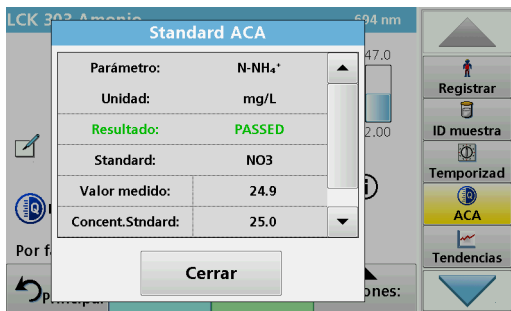 LCK 303 Amonio
694 nm
Standard ACA
Parámetro: N-NH₄⁺
Unidad: mg/L
Resultado: PASSED
Standard: NO3
Valor medido: 24.9
Concent.Stndard: 25.0
Cerrar
47.0
2.00
Por f
ones:
Registrar
ID muestra
Temporizad
ACA
Tendencias